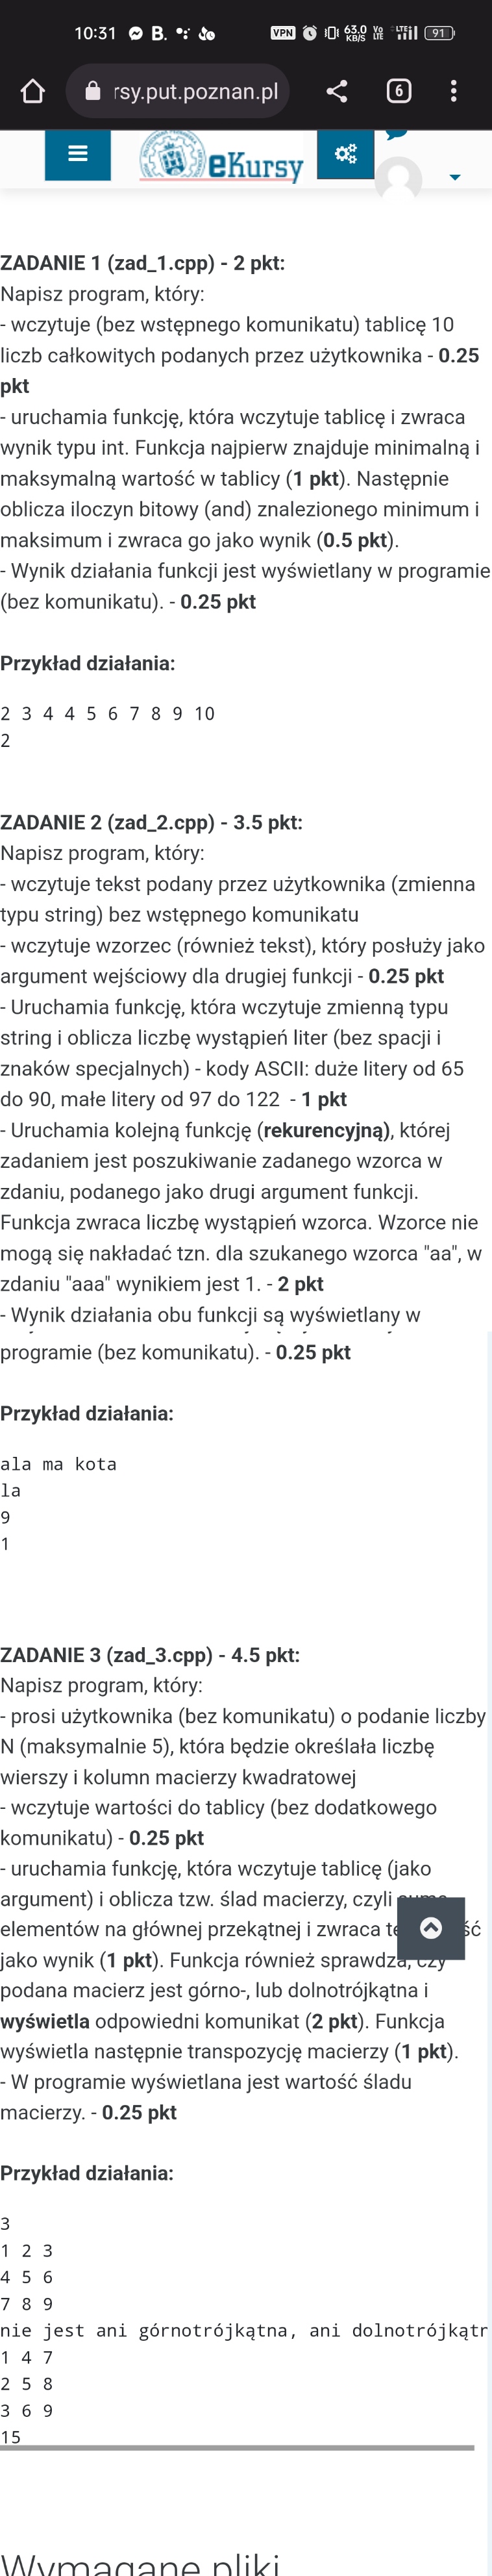 10:31 B. VPN 63.0 KB/S Vo LTE LTE 91
rsy.put.poznan.pl 6
eKursy
ZADANIE 1 (zad_1.cpp) - 2 pkt:
Napisz program, który:
- wczytuje (bez wstępnego komunikatu) tablicę 10
liczb całkowitych podanych przez użytkownika - 0.25
pkt
- uruchamia funkcję, która wczytuje tablicę i zwraca
wynik typu int. Funkcja najpierw znajduje minimalną i
maksymalną wartość w tablicy (1 pkt). Następnie
oblicza iloczyn bitowy (and) znalezionego minimum i
maksimum i zwraca go jako wynik (0.5 pkt).
- Wynik działania funkcji jest wyświetlany w programie
(bez komunikatu). - 0.25 pkt
Przykład działania:
2 3 4 4 5 6 7 8 9 10
2
ZADANIE 2 (zad_2.cpp) - 3.5 pkt:
Napisz program, który:
- wczytuje tekst podany przez użytkownika (zmienna
typu string) bez wstępnego komunikatu
- wczytuje wzorzec (również tekst), który posłuży jako
argument wejściowy dla drugiej funkcji - 0.25 pkt
- Uruchamia funkcję, która wczytuje zmienną typu
string i oblicza liczbę wystąpień liter (bez spacji i
znaków specjalnych) - kody ASCII: duże litery od 65
do 90, małe litery od 97 do 122 - 1 pkt
- Uruchamia kolejną funkcję (rekurencyjną), której
zadaniem jest poszukiwanie zadanego wzorca w
zdaniu, podanego jako drugi argument funkcji.
Funkcja zwraca liczbę wystąpień wzorca. Wzorce nie
mogą się nakładać tzn. dla szukanego wzorca "aa", w
zdaniu "aaa" wynikiem jest 1. - 2 pkt
- Wynik działania obu funkcji są wyświetlany w
programie (bez komunikatu). - 0.25 pkt
Przykład działania:
ala ma kota
la
9
1
ZADANIE 3 (zad_3.cpp) - 4.5 pkt:
Napisz program, który:
- prosi użytkownika (bez komunikatu) o podanie liczby
N (maksymalnie 5), która będzie określała liczbę
wierszy i kolumn macierzy kwadratowej
- wczytuje wartości do tablicy (bez dodatkowego
komunikatu) - 0.25 pkt
- uruchamia funkcję, która wczytuje tablicę (jako
argument) i oblicza tzw. ślad macierzy, czyli
elementów na głównej przekątnej i zwraca
jako wynik (1 pkt). Funkcja również sprawdza, czy
podana macierz jest górno-, lub dolnotrójkątna i
wyświetla odpowiedni komunikat (2 pkt). Funkcja
wyświetla następnie transpozycję macierzy (1 pkt).
- W programie wyświetlana jest wartość śladu
macierzy. - 0.25 pkt
Przykład działania:
3
1 2 3
4 5 6
7 8 9
nie jest ani górnotrójkątna, ani
1 4 7
2 5 8
3 6 9
15
Wymagane pliki